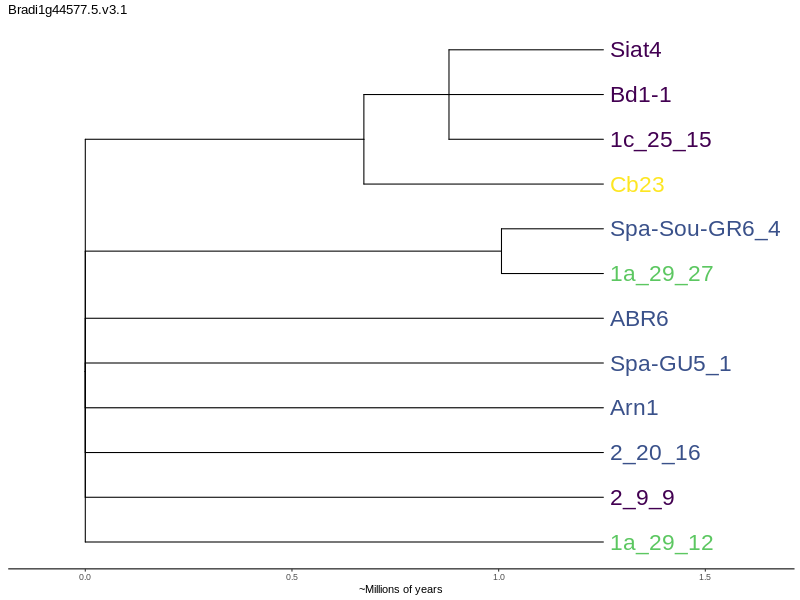 Bradi1g44577.5.v3.1
Siat4
Bd1-1
1c_25_15
Cb23
Spa-Sou-GR6_4
1a_29_27
ABR6
Spa-GU5_1
Arn1
2_20_16
2_9_9
1a_29_12
0.0 0.5 1.0 1.5
~Millions of years